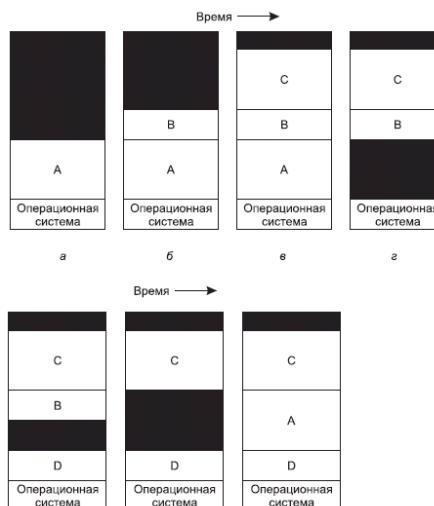 Время
C
C
B
B
B
A
A
A
Операционная
система
Операционная
система
Операционная
система
Операционная
система
а
б
в
г
Время
C
C
C
B
A
D
D
D
Операционная
система
Операционная
система
Операционная
система